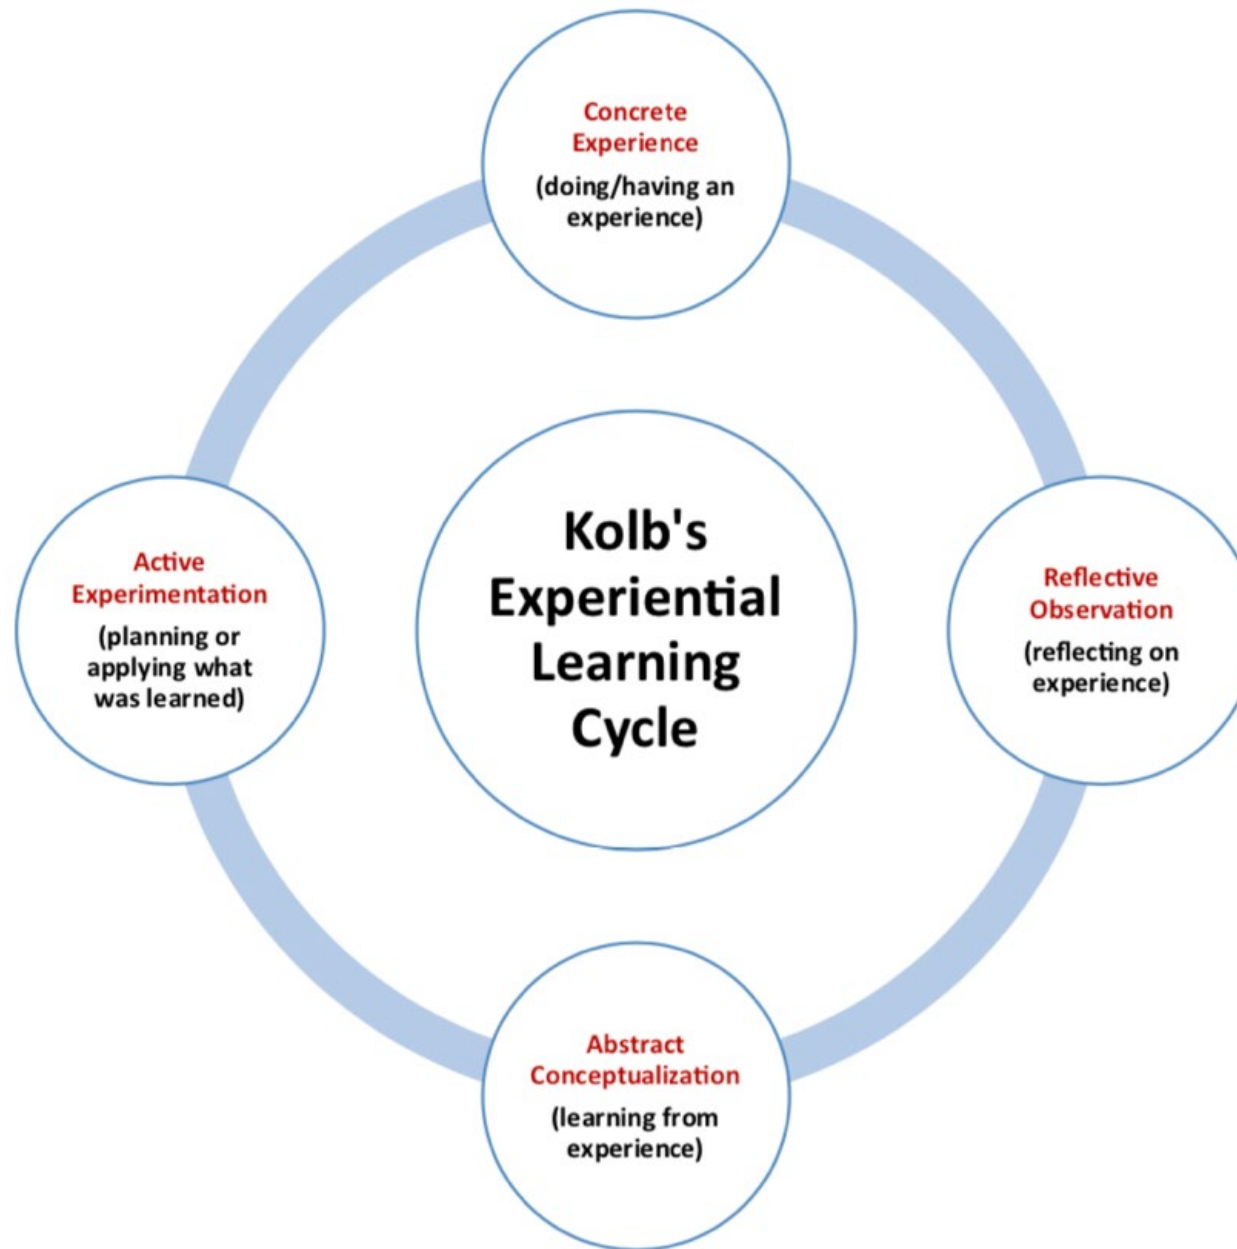 Concrete
Experience
(doing/having an
experience)
Kolb's
Experiential
Learning
Cycle
Active
Experimentation
(planning or
applying what
was learned)
Reflective
Observation
(reflecting on
experience)
Abstract
Conceptualization
(learning from
experience)